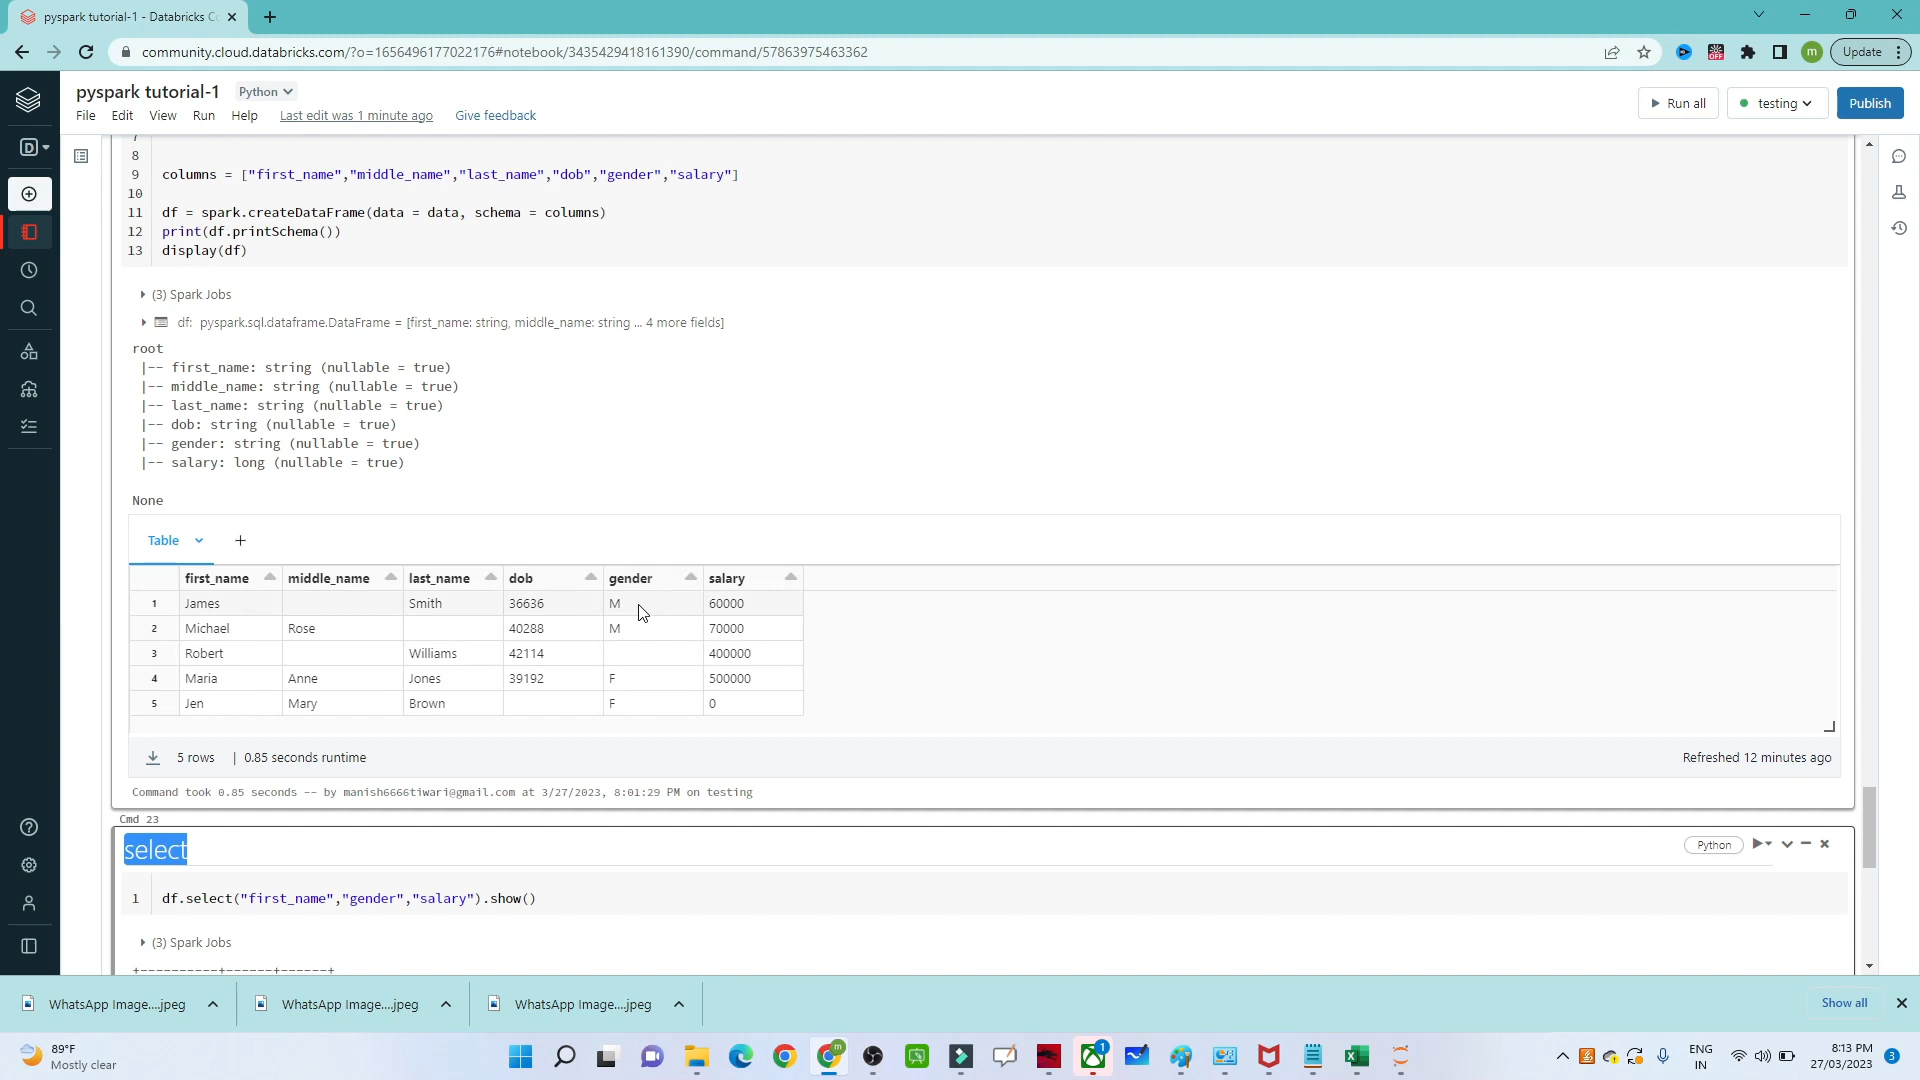 pyspark tutorial-1 - Databricks C
community.cloud.databricks.com/?o=1656496177022176#notebook/3435429418161390/command/57863975463362
OFF
m
Update
pyspark tutorial-1
Python
File Edit View Run Help Last edit was 1 minute ago Give feedback
Run all
testing
Publish
D
7
8
9 columns = ["first_name","middle_name","last_name","dob","gender","salary"]
10
11 df = spark.createDataFrame(data = data, schema = columns)
12 print(df.printSchema())
13 display(df)
(3) Spark Jobs
df: pyspark.sql.dataframe.DataFrame = [first_name: string, middle_name: string ... 4 more fields]
root
|-- first_name: string (nullable = true)
|-- middle_name: string (nullable = true)
|-- last_name: string (nullable = true)
|-- dob: string (nullable = true)
|-- gender: string (nullable = true)
|-- salary: long (nullable = true)
None
Table +
first_name middle_name last_name dob gender salary
1 James Smith 36636 M 60000
2 Michael Rose 40288 M 70000
3 Robert Williams 42114 400000
4 Maria Anne Jones 39192 F 500000
5 Jen Mary Brown F 0
5 rows | 0.85 seconds runtime
Refreshed 12 minutes ago
Command took 0.85 seconds -- by manish6666tiwari@gmail.com at 3/27/2023, 8:01:29 PM on testing
Cmd 23
select
Python
1 df.select("first_name","gender","salary").show()
(3) Spark Jobs
+----------+------+------+
WhatsApp Image....jpeg
WhatsApp Image....jpeg
WhatsApp Image....jpeg
Show all
89°F
Mostly clear
m
1
ENG
IN
8:13 PM
27/03/2023
3